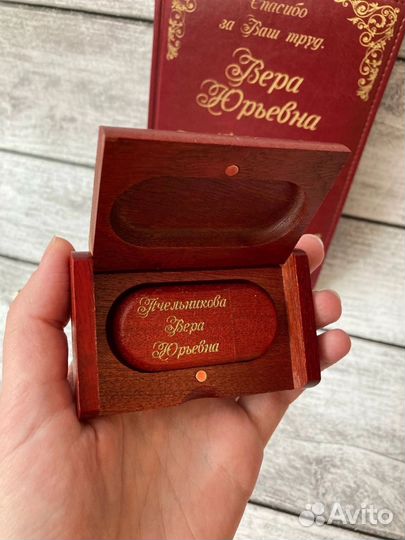 Спасибо
за Ваш труд.
Вера
Юрьевна
Пчельникова
Вера
Юрьевна
Avito